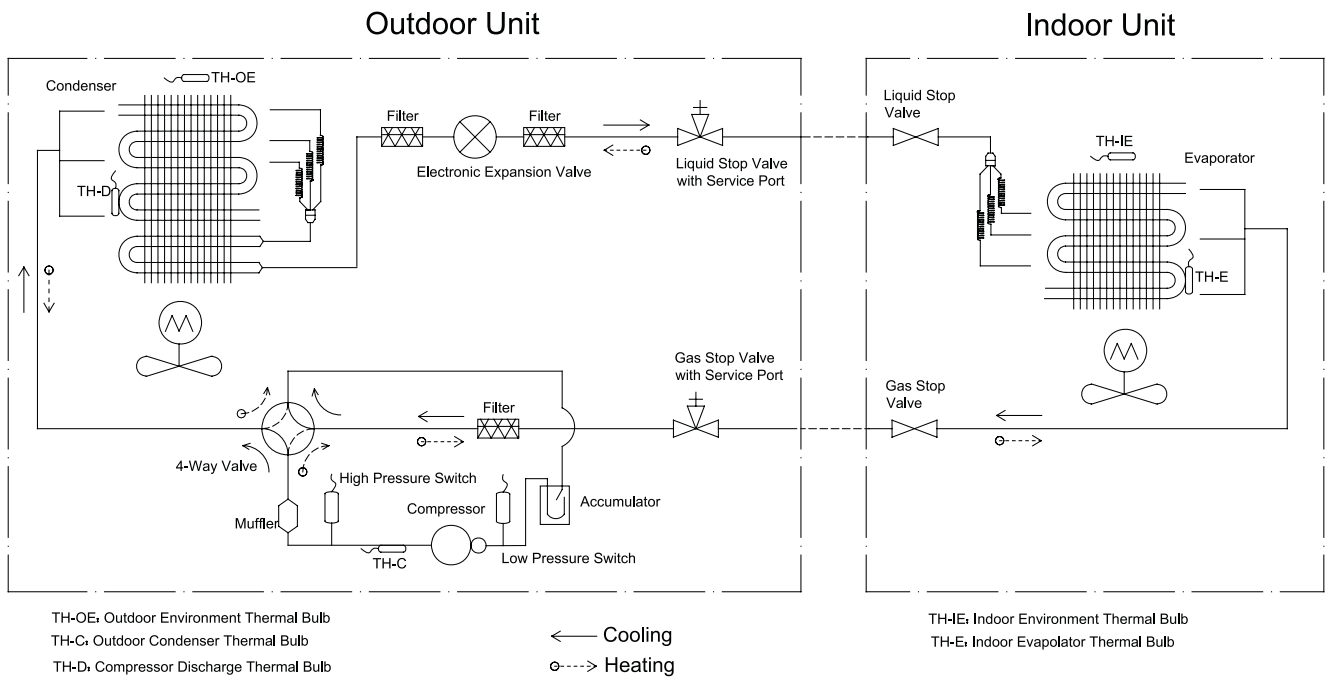 Outdoor Unit
Indoor Unit
Condenser
TH-OE
TH-D
Filter
Filter
Electronic Expansion Valve
Liquid Stop Valve
with Service Port
Liquid Stop
Valve
TH-IE
Evaporator
TH-E
Gas Stop Valve
with Service Port
Gas Stop
Valve
Filter
4-Way Valve
High Pressure Switch
Muffler
Compressor
Accumulator
TH-C
Low Pressure Switch
TH-OE: Outdoor Environment Thermal Bulb
TH-C: Outdoor Condenser Thermal Bulb
TH-D: Compressor Discharge Thermal Bulb
Cooling
Heating
TH-IE: Indoor Environment Thermal Bulb
TH-E: Indoor Evapolator Thermal Bulb